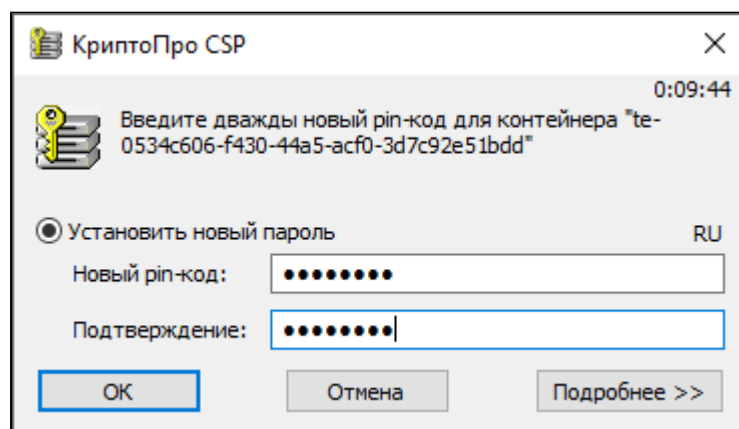 КриптоПро CSP
0:09:44
Введите дважды новый pin-код для контейнера "te-
0534c606-f430-44a5-acf0-3d7c92e51bdd"
Установить новый пароль
RU
Новый pin-код: ●●●●●●●●
Подтверждение: ●●●●●●●●
ОК
Отмена
Подробнее >>